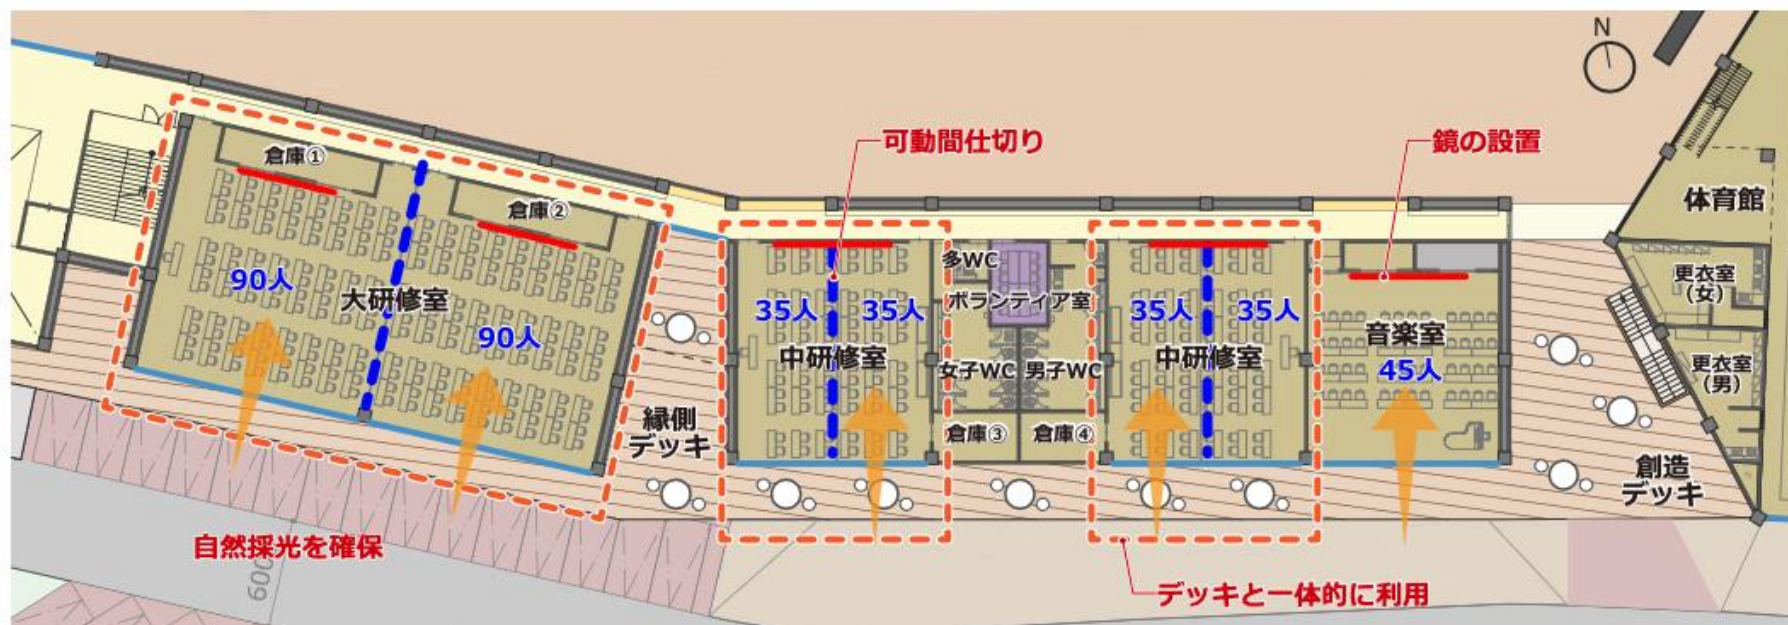 N
可動間仕切り
鏡の設置
体育館
倉庫①
倉庫②
90人
大研修室
90人
多WC
ボランティア室
35人
35人
中研修室
女子WC
男子WC
35人
35人
中研修室
音楽室
45人
更衣室
(女)
更衣室
(男)
縁側
デッキ
倉庫③
倉庫④
創造
デッキ
自然採光を確保
デッキと一体的に利用